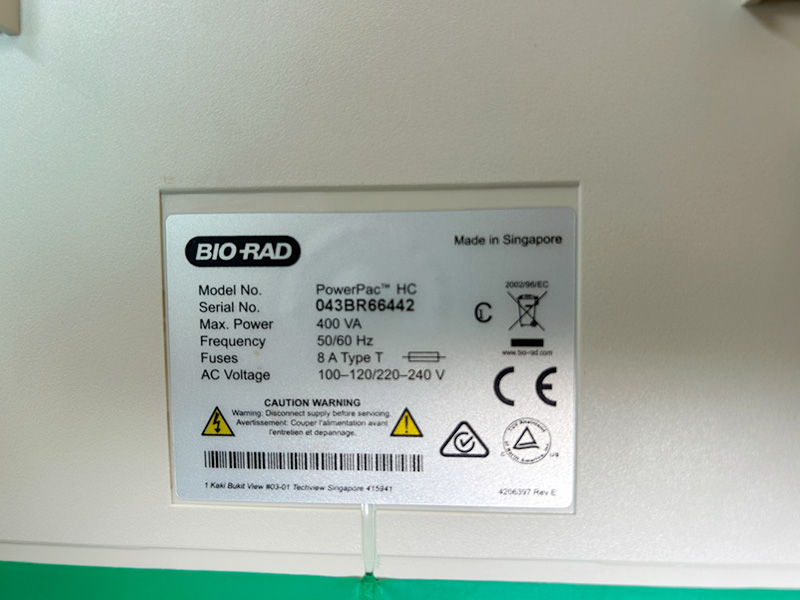 BIO-RAD
Made in Singapore
Model No. PowerPac™ HC
Serial No. 043BR66442
Max. Power 400 VA
Frequency 50/60 Hz
Fuses 8 A Type T
AC Voltage 100–120/220–240 V
2002/96/EC
www.bio-rad.com
CE
CAUTION WARNING
Warning: Disconnect supply before servicing.
Avertissement: Couper l'alimentation avant
l'entretien et depannage.
C US
1 Kaki Bukit View #03-01 Techview Singapore 415941
4206397 Rev E